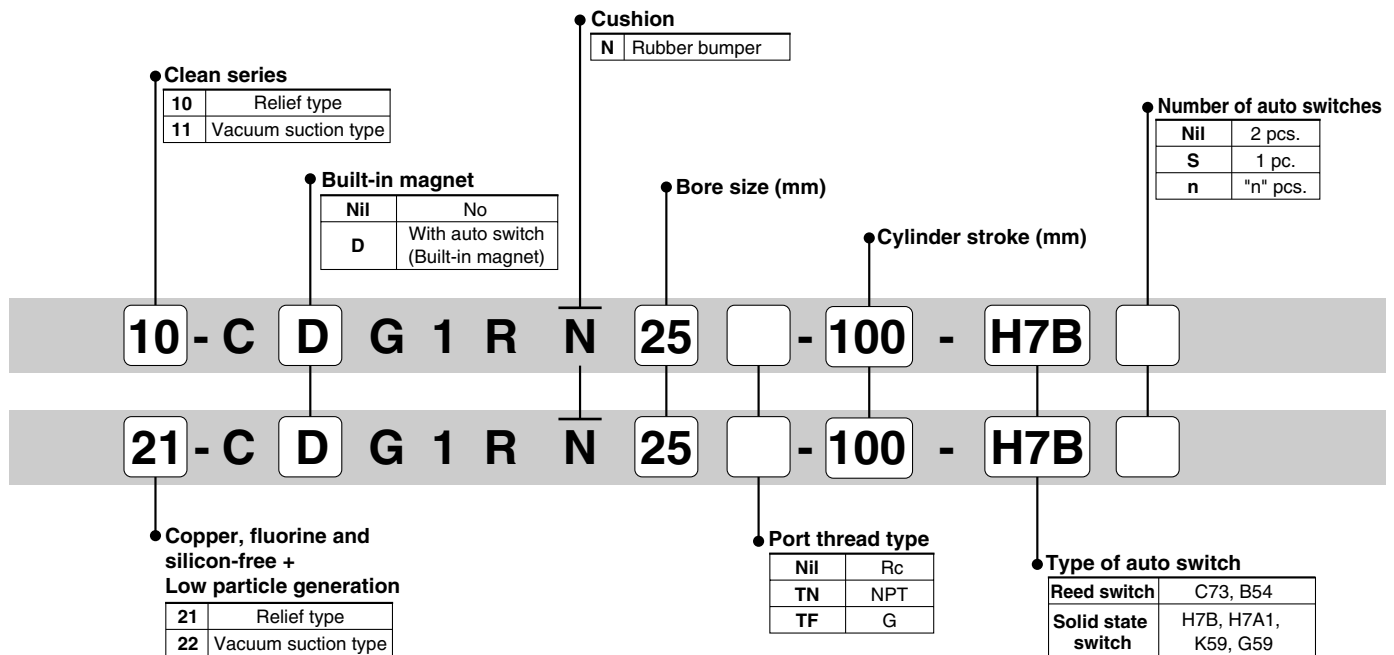 Cushion
N Rubber bumper
Clean series
10 Relief type
11 Vacuum suction type
Number of auto switches
Nil 2 pcs.
S 1 pc.
n "n" pcs.
Built-in magnet
Nil No
D With auto switch
(Built-in magnet)
Bore size (mm)
Cylinder stroke (mm)
10 - C D G 1 R N 25 - 100 - H7B
21 - C D G 1 R N 25 - 100 - H7B
Copper, fluorine and
silicon-free +
Low particle generation
21 Relief type
22 Vacuum suction type
Port thread type
Nil Rc
TN NPT
TF G
Type of auto switch
Reed switch C73, B54
Solid state H7B, H7A1,
switch K59, G59